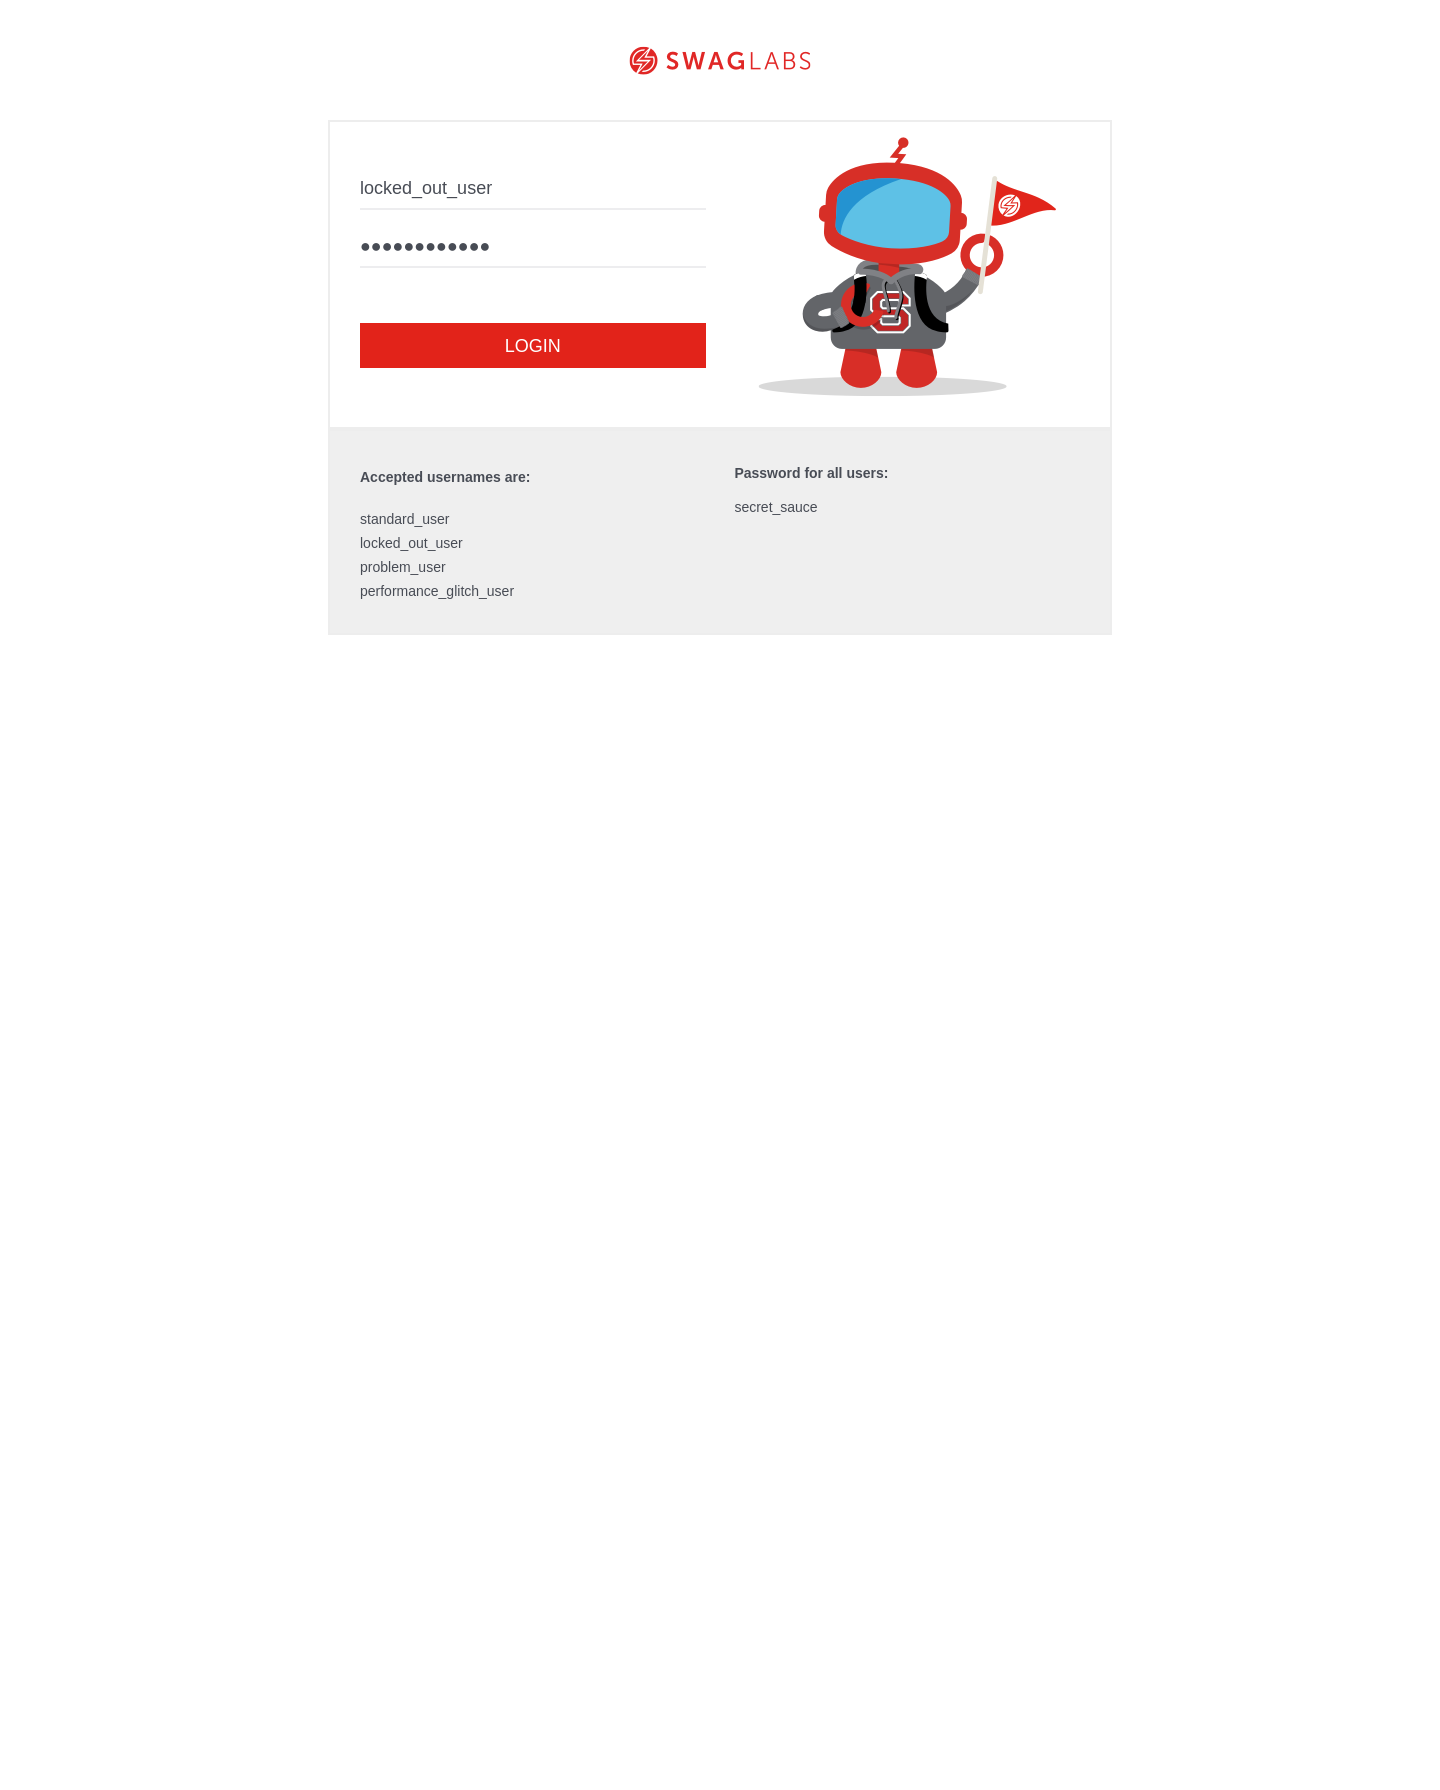 SWAGLABS
locked_out_user
●●●●●●●●●●●●
LOGIN
S
Accepted usernames are:
standard_user
locked_out_user
problem_user
performance_glitch_user
Password for all users:
secret_sauce